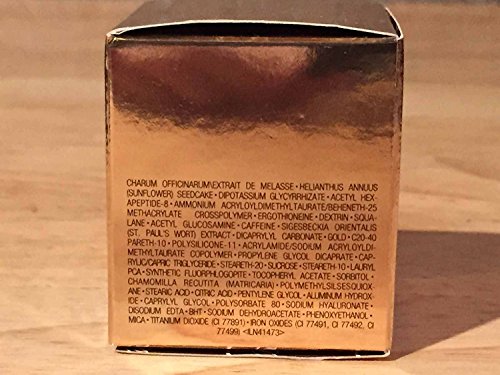 CHARUM OFFICINARUM\EXTRAIT DE MELASSE • HELIANTHUS ANNUUS
(SUNFLOWER) SEEDCAKE • DIPOTASSIUM GLYCYRRHIZATE • ACETYL HEX-
APEPTIDE-8 • AMMONIUM ACRYLOYLDIMETHYLTAURATE/BEHENETH-25
METHACRYLATE CROSSPOLYMER • ERGOTHIONEINE • DEXTRIN • SQUA-
LANE • ACETYL GLUCOSAMINE • CAFFEINE • SIGESBECKIA ORIENTALIS
(ST. PAUL'S WORT) EXTRACT • DICAPRYLYL CARBONATE • GOLD • C20-40
PARETH-10 • POLYSILICONE-11 • ACRYLAMIDE/SODIUM ACRYLOYLDI-
METHYLTAURATE COPOLYMER • PROPYLENE GLYCOL DICAPRATE • CAP-
RYLIC/CAPRIC TRIGLYCERIDE • STEARETH-20 • SUCROSE • STEARETH-10 • LAURYL
PCA • SYNTHETIC FLUORPHLOGOPITE • TOCOPHERYL ACETATE • SORBITOL •
CHAMOMILLA RECUTITA (MATRICARIA) • POLYMETHYLSILSESQUIOX-
ANE • STEARIC ACID • CITRIC ACID • PENTYLENE GLYCOL • ALUMINUM HYDROX-
IDE • CAPRYLYL GLYCOL • POLYSORBATE 80 • SODIUM HYALURONATE •
DISODIUM EDTA • BHT • SODIUM DEHYDROACETATE • PHENOXYETHANOL •
MICA • TITANIUM DIOXIDE (CI 77891) • IRON OXIDES (CI 77491, CI 77492, CI
77499) <ILN41473>